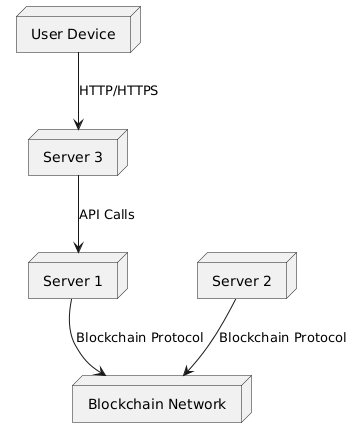 User Device
HTTP/HTTPS
Server 3
API Calls
Server 1
Server 2
Blockchain Protocol
Blockchain Protocol
Blockchain Network